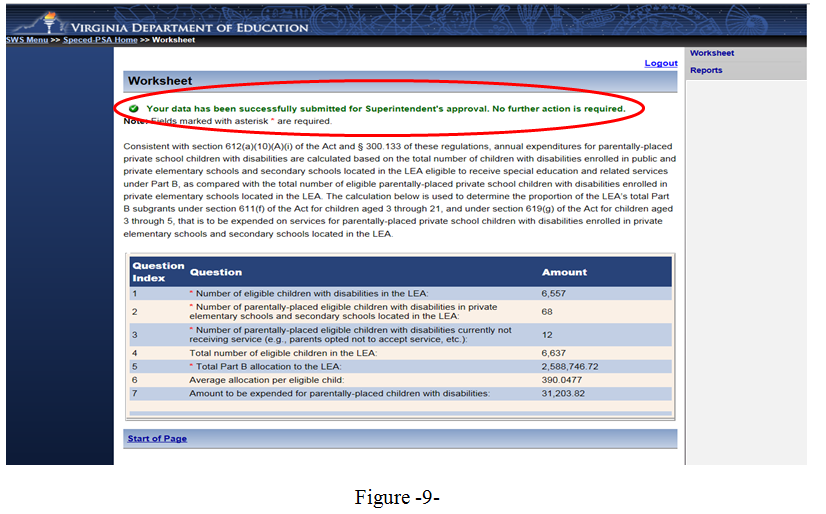 VIRGINIA DEPARTMENT OF EDUCATION
SWS Menu >> Speced-PSA Home >> Worksheet
Worksheet
Reports
Logout
Worksheet
Your data has been successfully submitted for Superintendent's approval. No further action is required.
Note: Fields marked with asterisk * are required.
Consistent with section 612(a)(10)(A)(i) of the Act and § 300.133 of these regulations, annual expenditures for parentally-placed
private school children with disabilities are calculated based on the total number of children with disabilities enrolled in public and
private elementary schools and secondary schools located in the LEA eligible to receive special education and related services
under Part B, as compared with the total number of eligible parentally-placed private school children with disabilities enrolled in
private elementary schools located in the LEA. The calculation below is used to determine the proportion of the LEA's total Part
B subgrants under section 611(f) of the Act for children aged 3 through 21, and under section 619(g) of the Act for children aged
3 through 5, that is to be expended on services for parentally-placed private school children with disabilities enrolled in private
elementary schools and secondary schools located in the LEA.
Question Index Question Amount
1 * Number of eligible children with disabilities in the LEA: 6,557
2 * Number of parentally-placed eligible children with disabilities in private
elementary schools and secondary schools located in the LEA: 68
3 * Number of parentally-placed eligible children with disabilities currently not
receiving service (e.g., parents opted not to accept service, etc.): 12
4 Total number of eligible children in the LEA: 6,637
5 * Total Part B allocation to the LEA: 2,588,746.72
6 Average allocation per eligible child: 390.0477
7 Amount to be expended for parentally-placed children with disabilities: 31,203.82
Start of Page
Figure -9-